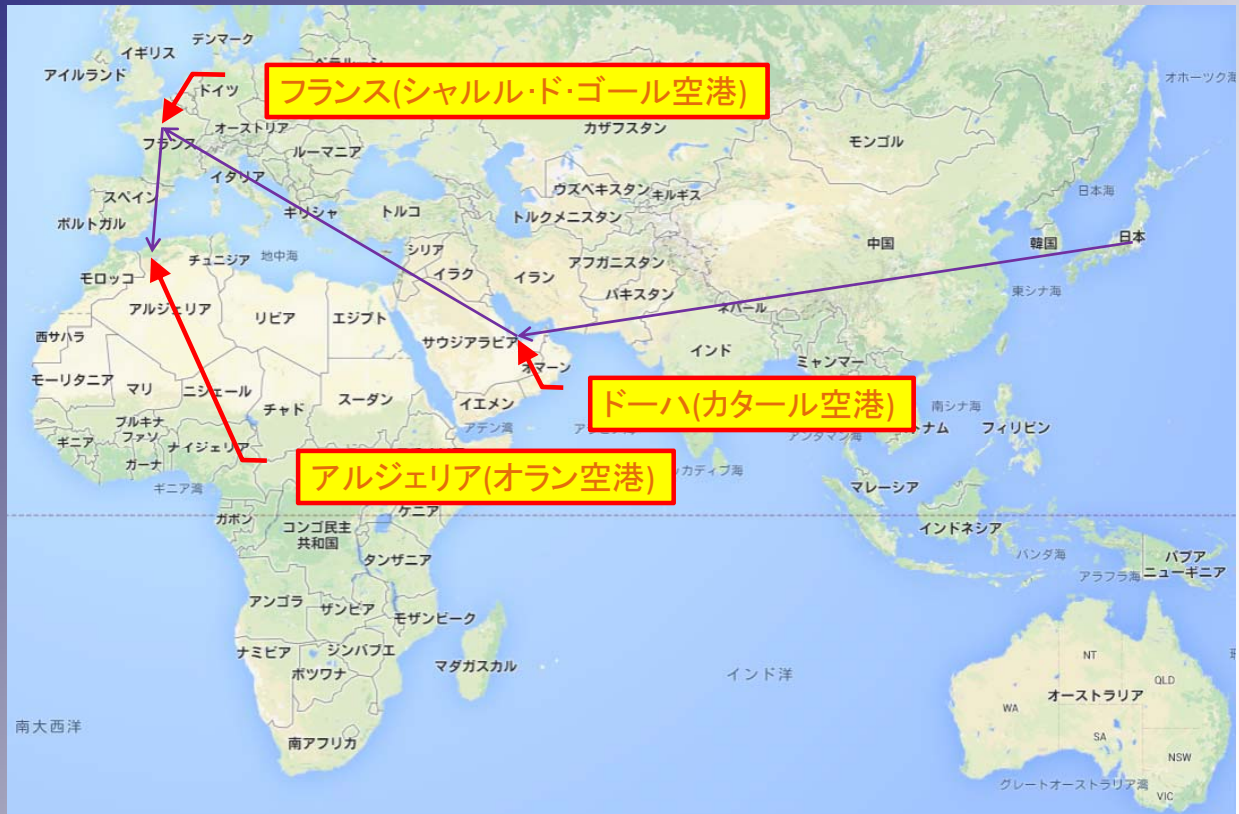 デンマーク
イギリス
アイルランド
オホーツク海
フランス(シャルル・ド・ゴール空港)
ドイツ
オーストリア
カザフスタン
モンゴル
フランス
ルーマニア
イタリア
ウズベキスタン
キルギス
日本海
スペイン
ギリシャ
トルコ
トルクメニスタン
ポルトガル
日本
韓国
中国
シリア
チュニジア
地中海
アフガニスタン
イラク
イラン
モロッコ
パキスタン
東シナ海
アルジェリア
リビア
エジプト
ネパール
西サハラ
サウジアラビア
インド
ミャンマー
オマーン
モーリタニア
マリ
ニジェール
チャド
スーダン
イエメン
ドーハ(カタール空港)
南シナ海
ブルキナ
ファソ
アデン湾
ナム
フィリピン
アンダマン海
ギニア
ナイジェリア
ガーナ
アルジェリア(オラン空港)
カディブ海
ギニア湾
マレーシア
ケニア
ガボン
コンゴ民主
共和国
インドネシア
タンザニア
バンダ海
パプア
ニューギニア
アラフラ海
アンゴラ
ザンビア
モザンビーク
ナミビア
ジンバブエ
ボツワナ
マダガスカル
インド洋
NT
QLD
オーストラリア
WA
南大西洋
SA
南アフリカ
NSW
グレートオーストラリア湾
VIC